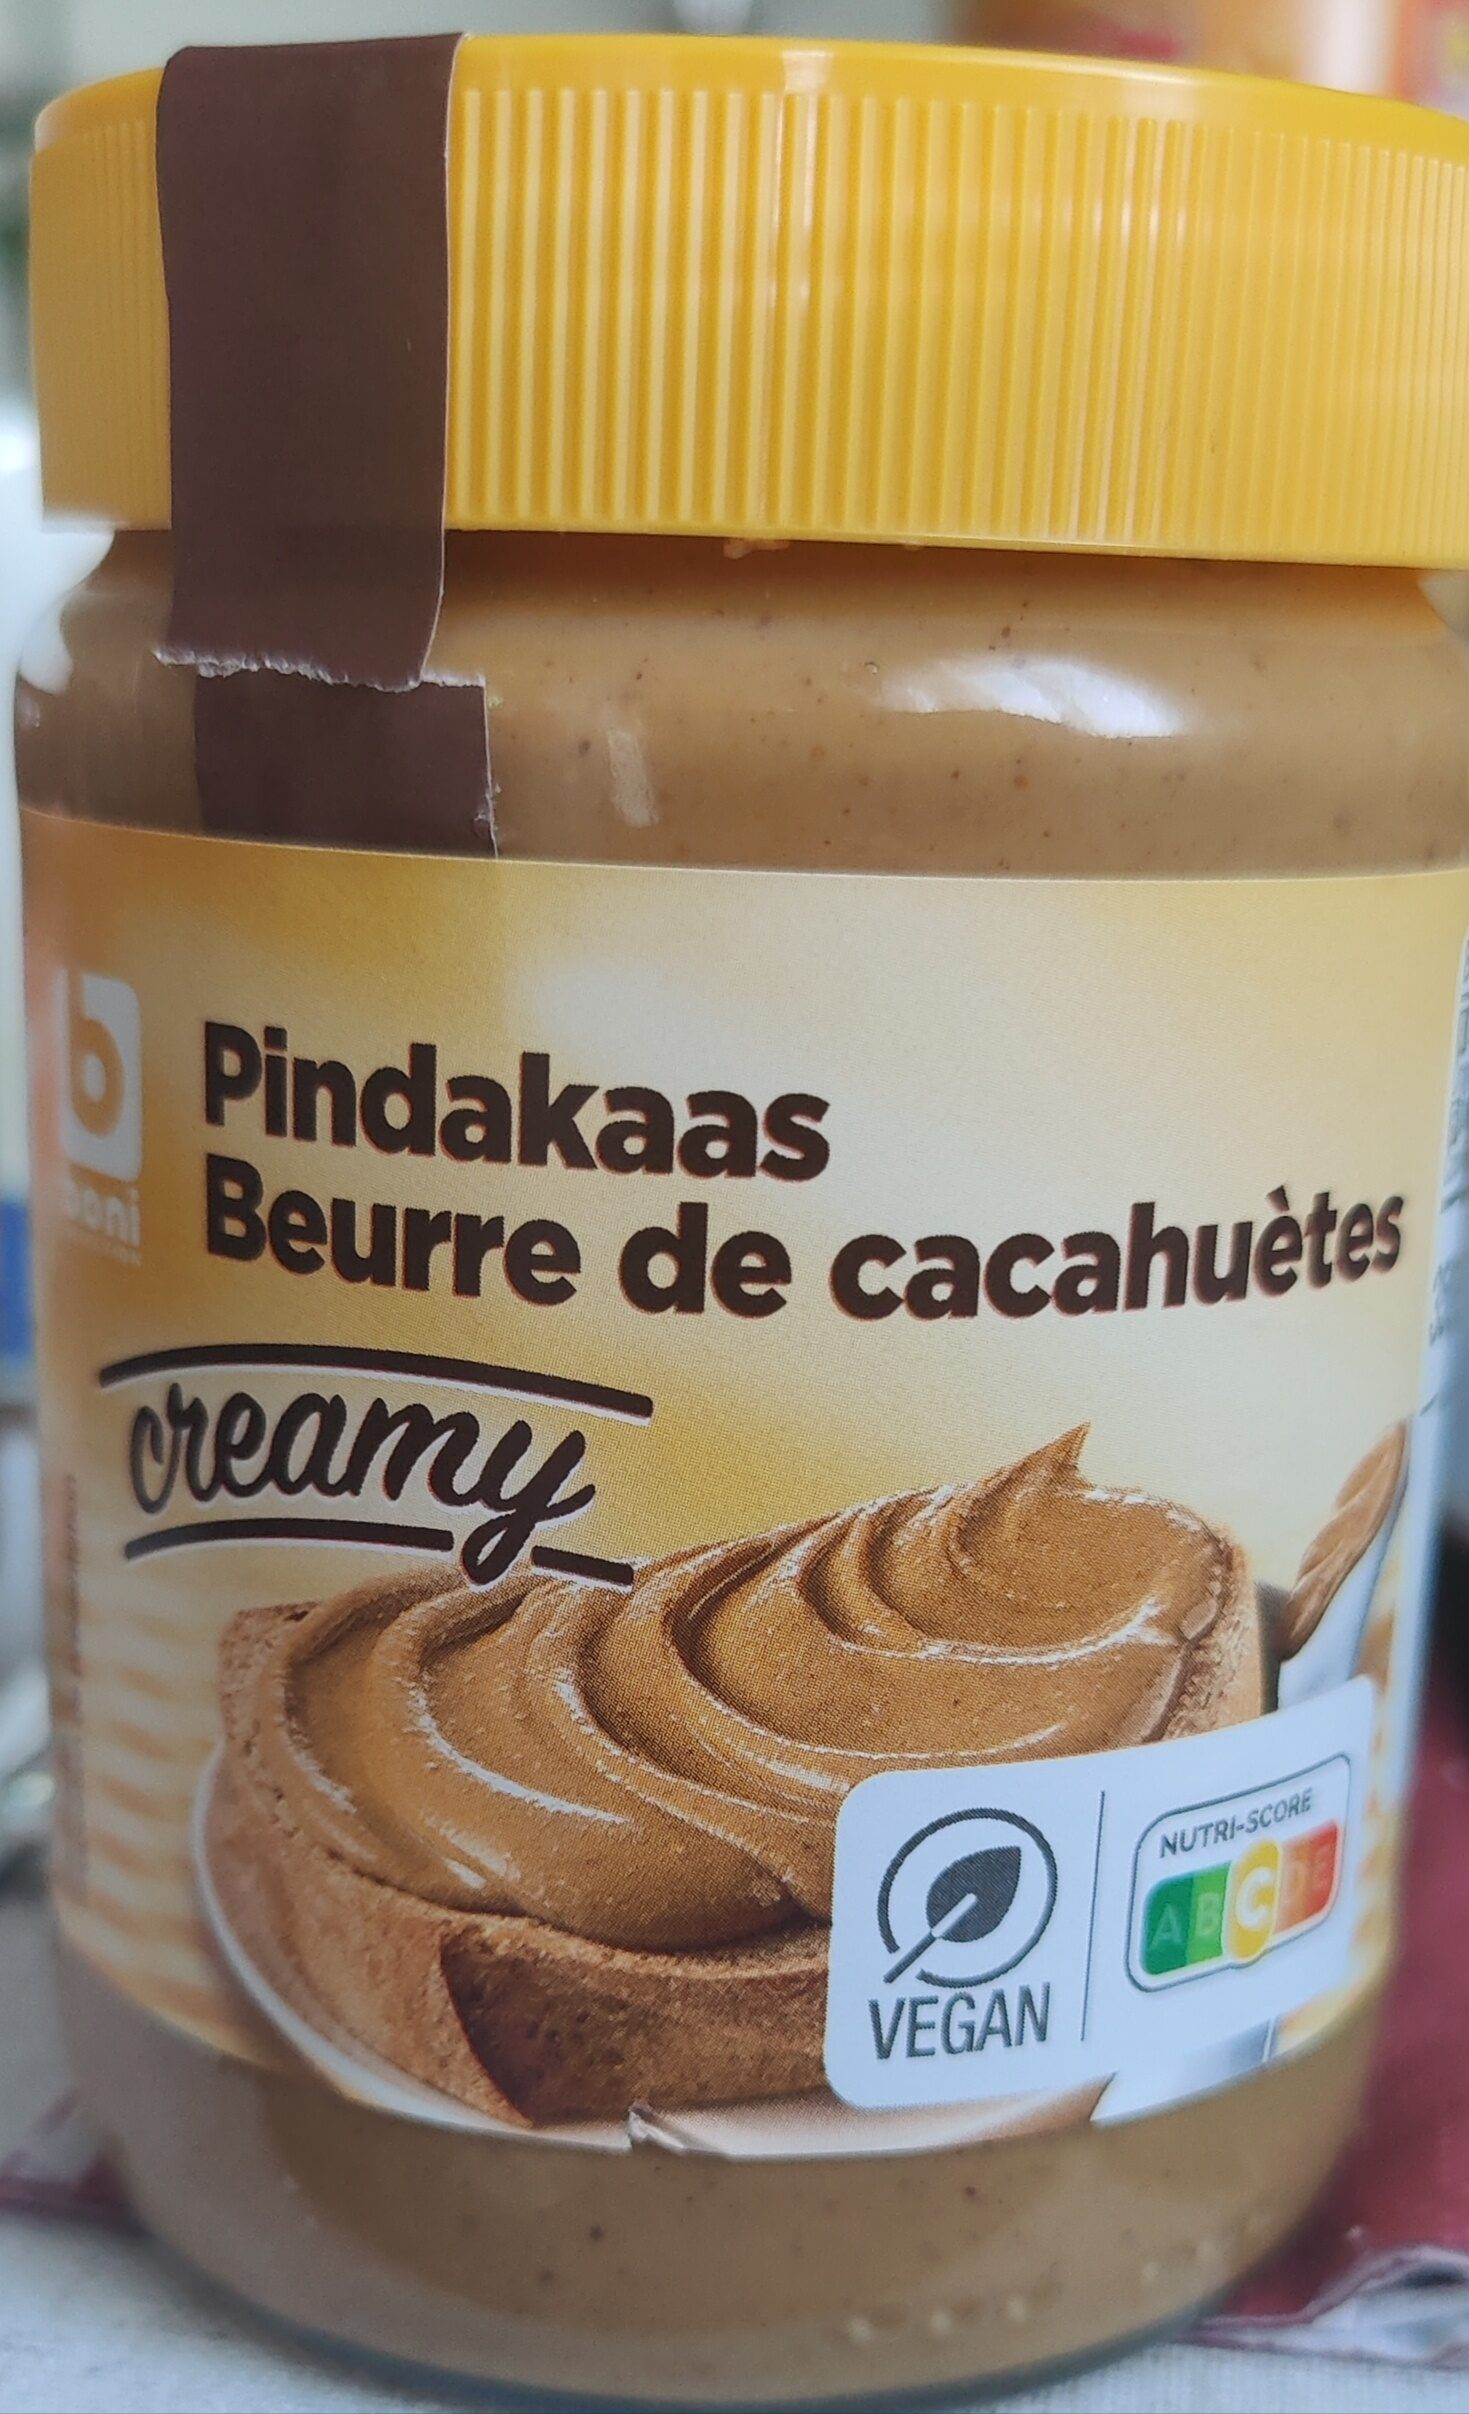 b
boni
Pindakaas
Beurre de cacahuètes
creamy
VEGAN
NUTRI-SCORE
A B C D E